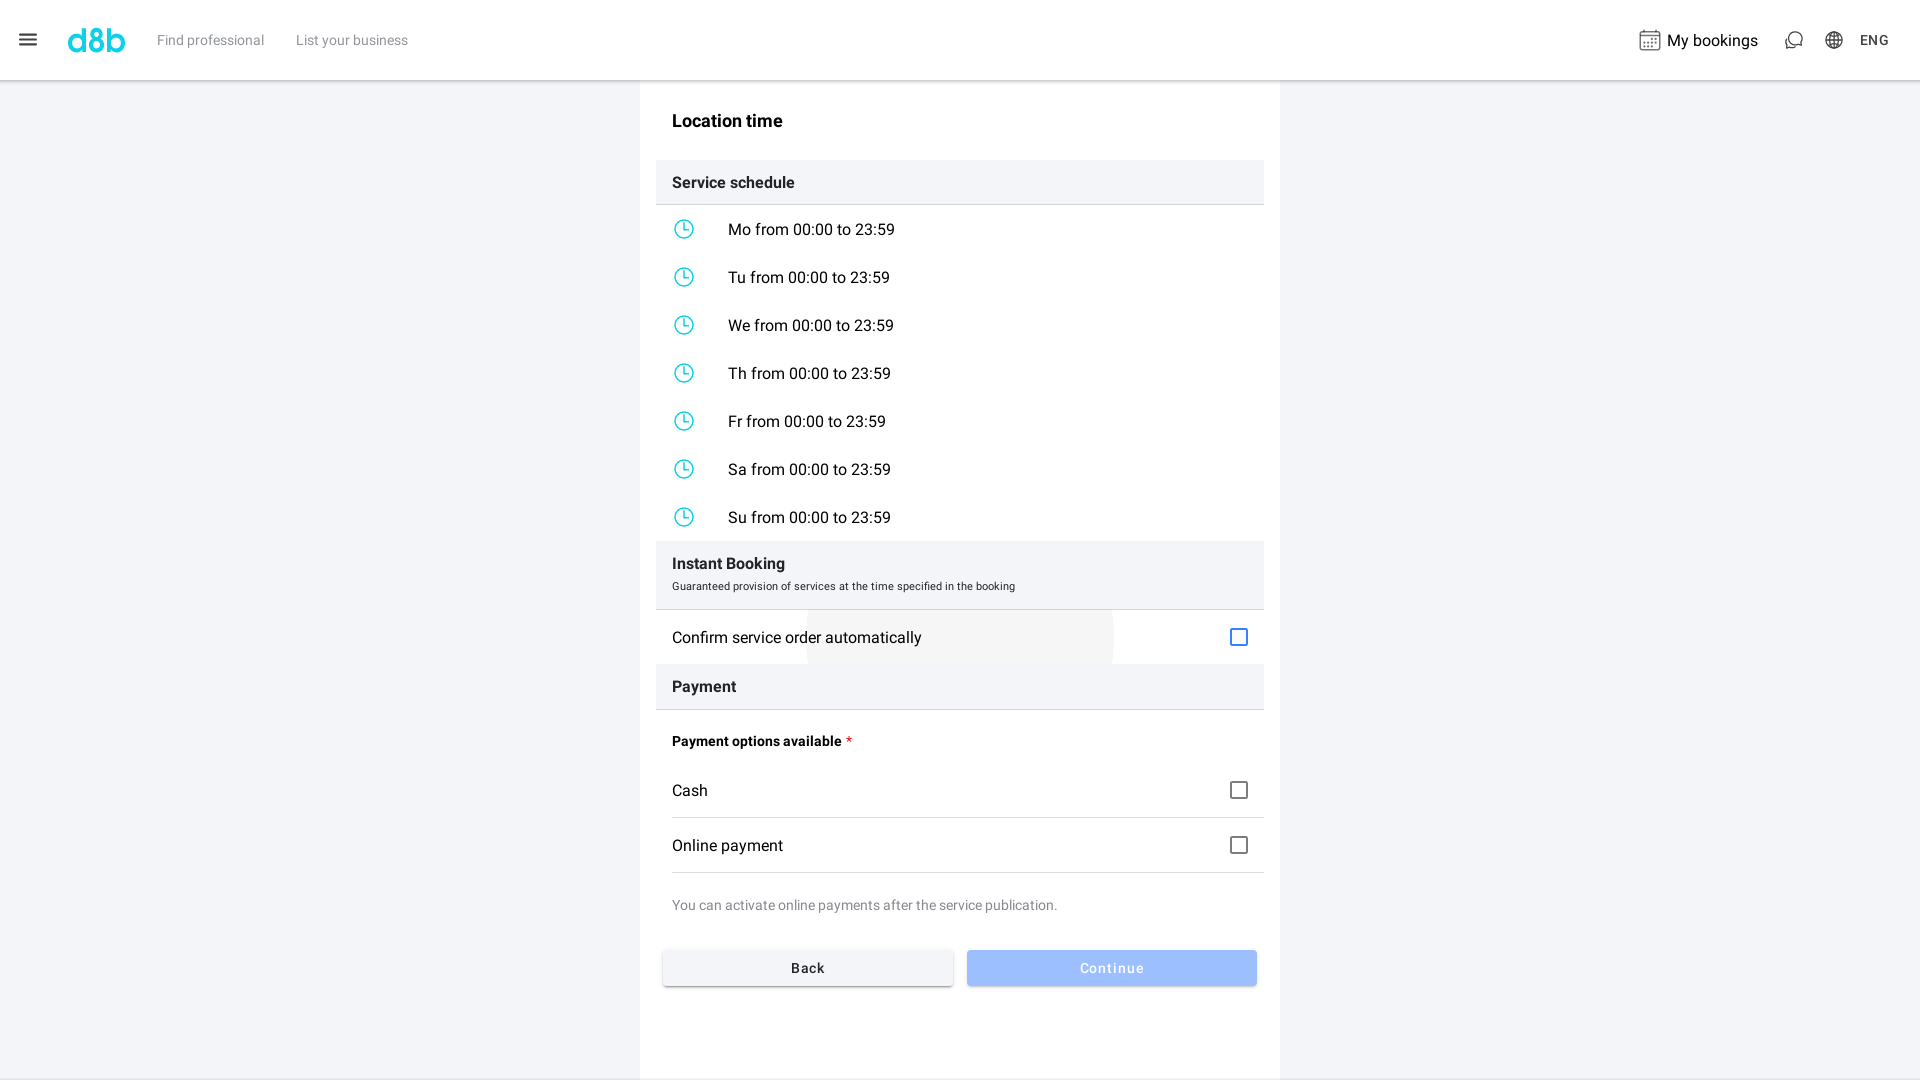 d8b
Find professional
List your business
My bookings
ENG
Location time
Service schedule
Mo from 00:00 to 23:59
Tu from 00:00 to 23:59
We from 00:00 to 23:59
Th from 00:00 to 23:59
Fr from 00:00 to 23:59
Sa from 00:00 to 23:59
Su from 00:00 to 23:59
Instant Booking
Guaranteed provision of services at the time specified in the booking
Confirm service order automatically
Payment
Payment options available *
Cash
Online payment
You can activate online payments after the service publication.
Back
Continue